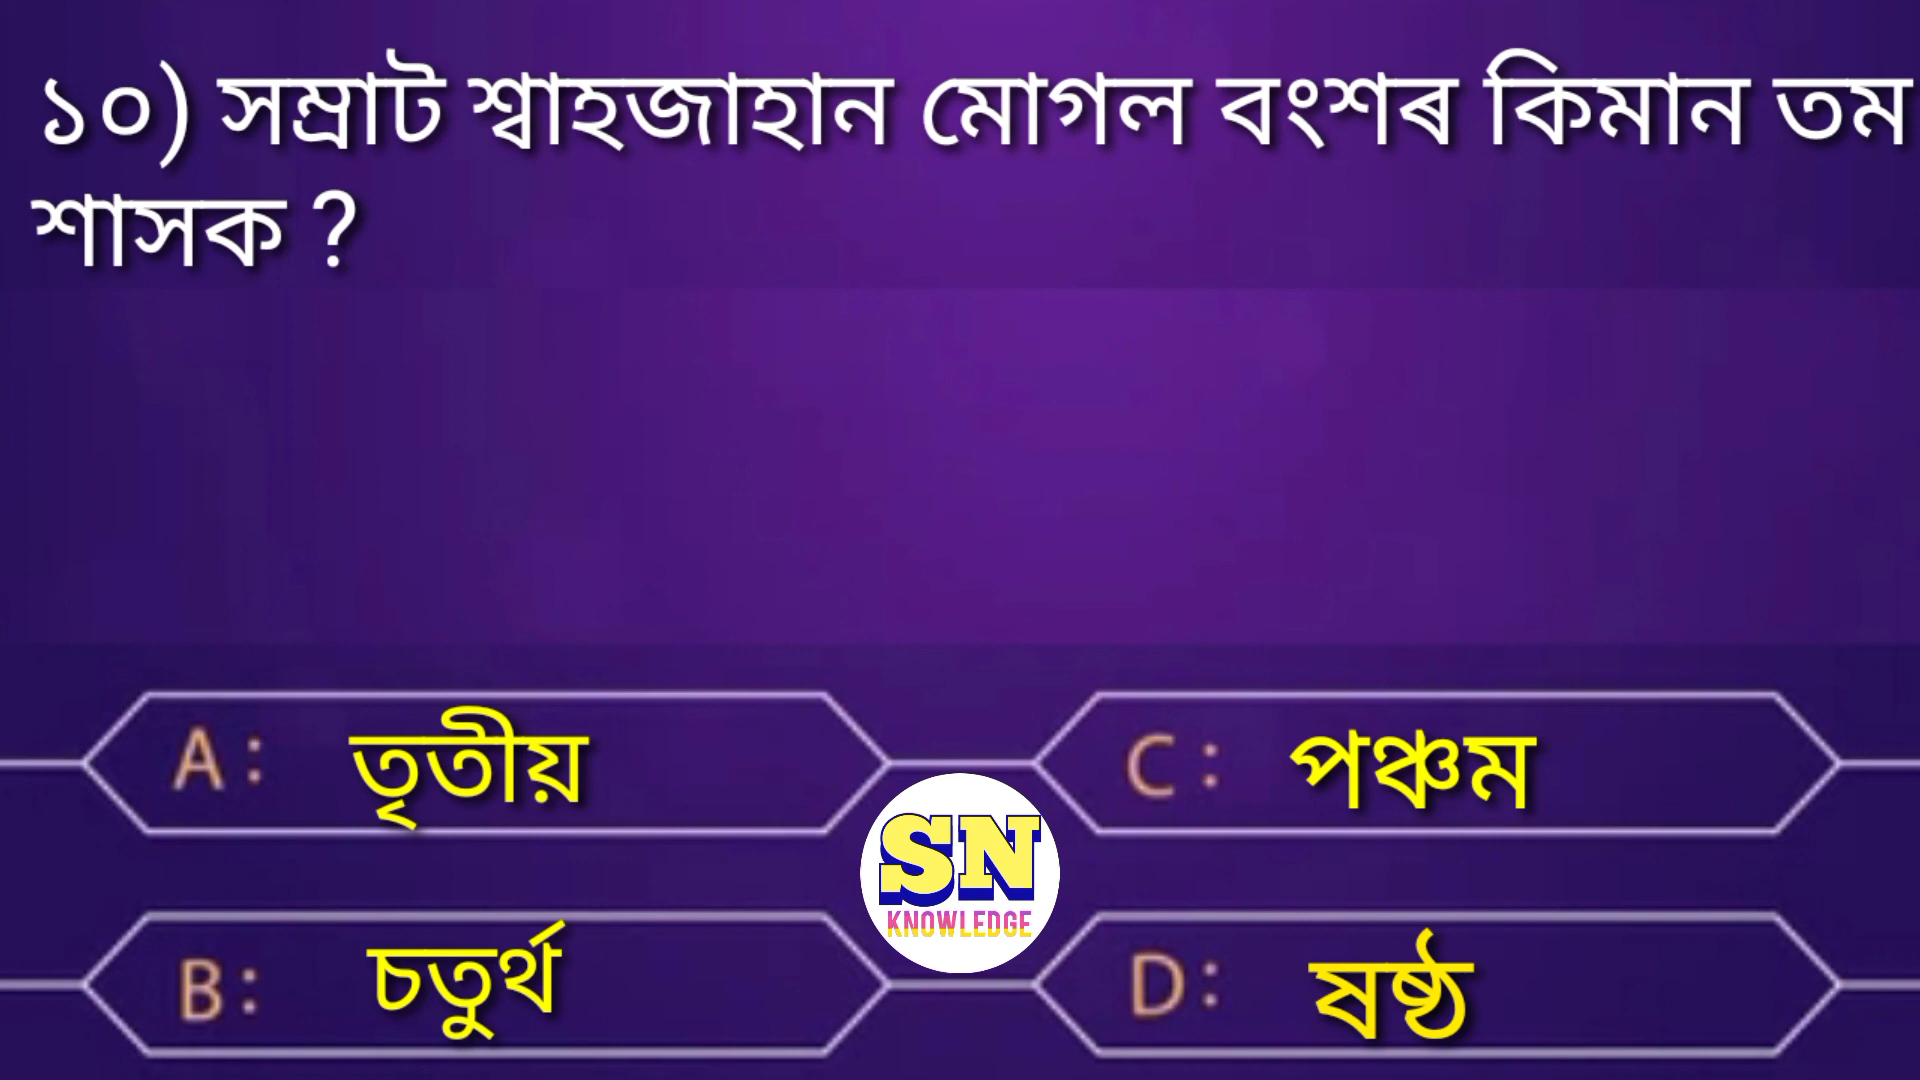 ১০) সম্ৰাট শ্বাহজাহান মোগল বংশৰ কিমান তম
শাসক ?
A : তৃতীয়
C : পঞ্চম
SN
KNOWLEDGE
B : চতুৰ্থ
D : ষষ্ঠ